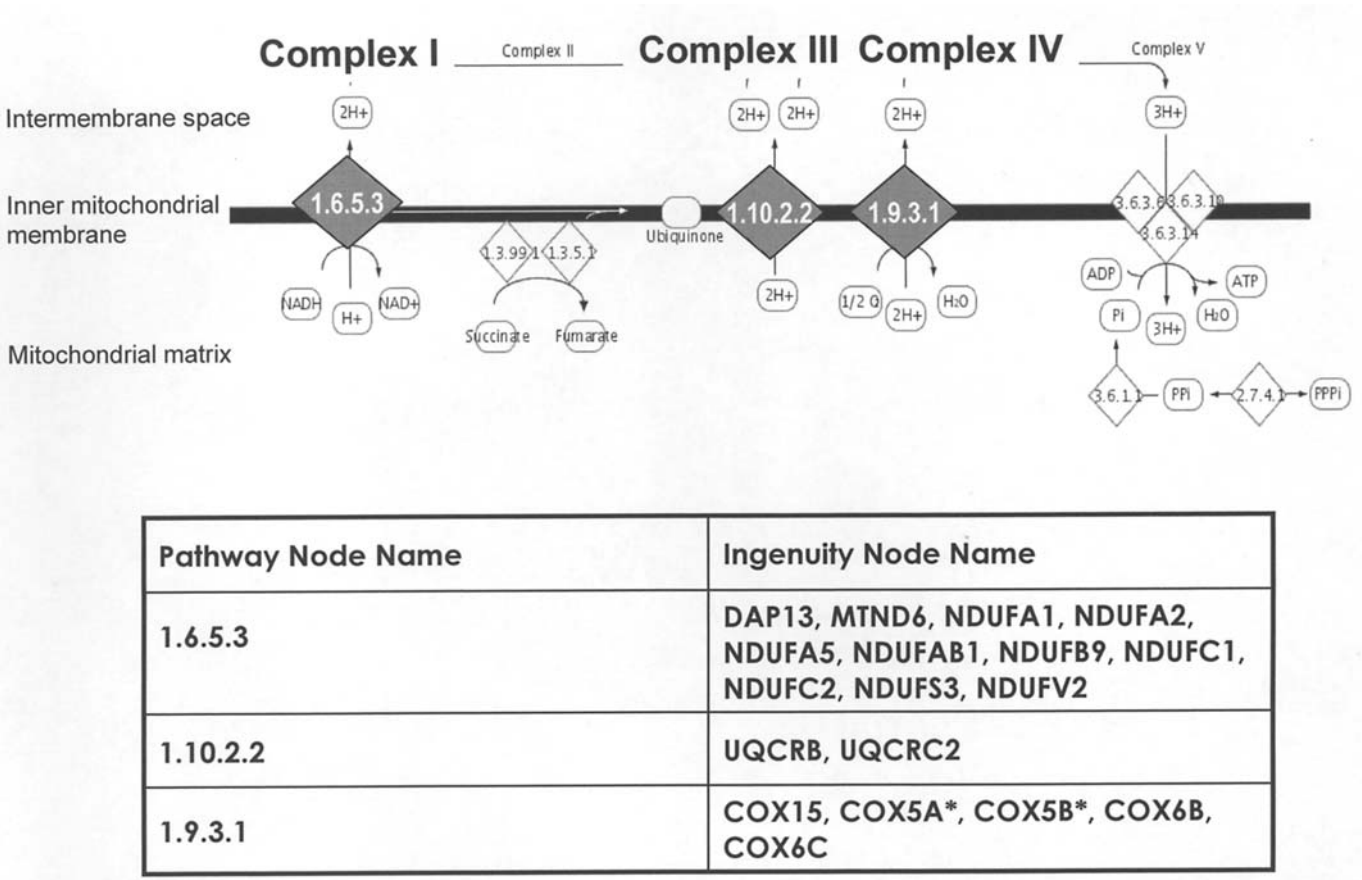 Complex I
Complex II
Complex III
Complex IV
Complex V
Intermembrane space
2H+
2H+
2H+
2H+
3H+
Inner mitochondrial
membrane
1.6.5.3
Ubiquinone
1.10.2.2
1.9.3.1
3.6.3.6
3.6.3.10
3.6.3.14
1.3.99.1
1.3.5.1
NADH
H+
NAD+
2H+
1/2 O
2H+
H2O
ADP
ATP
Pi
3H+
H2O
Succinate
Fumarate
Mitochondrial matrix
3.6.1.1
PPi
2.7.4.1
PPPi
Pathway Node Name
Ingenuity Node Name
1.6.5.3
DAP13, MTND6, NDUFA1, NDUFA2,
NDUFA5, NDUFAB1, NDUFB9, NDUFC1,
NDUFC2, NDUFS3, NDUFV2
1.10.2.2
UQCRB, UQCRC2
1.9.3.1
COX15, COX5A*, COX5B*, COX6B,
COX6C